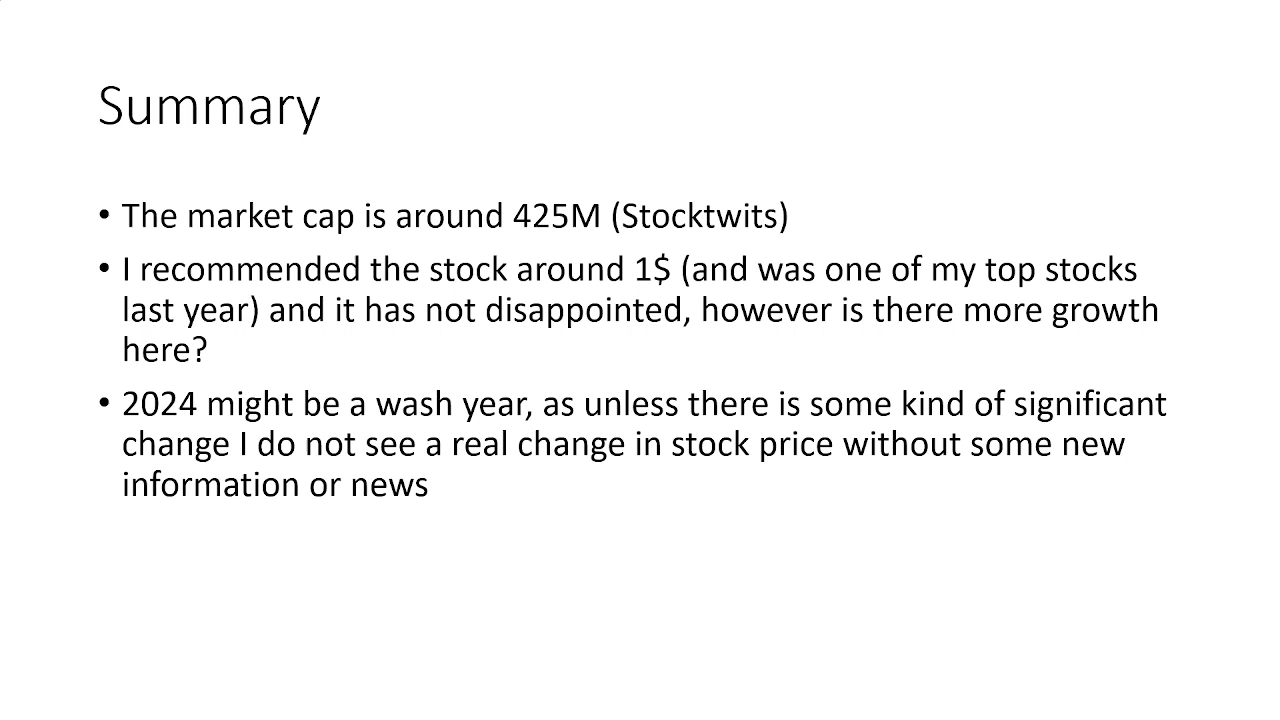 Summary
• The market cap is around 425M (Stocktwits)
• I recommended the stock around 1$ (and was one of my top stocks
last year) and it has not disappointed, however is there more growth
here?
• 2024 might be a wash year, as unless there is some kind of significant
change I do not see a real change in stock price without some new
information or news